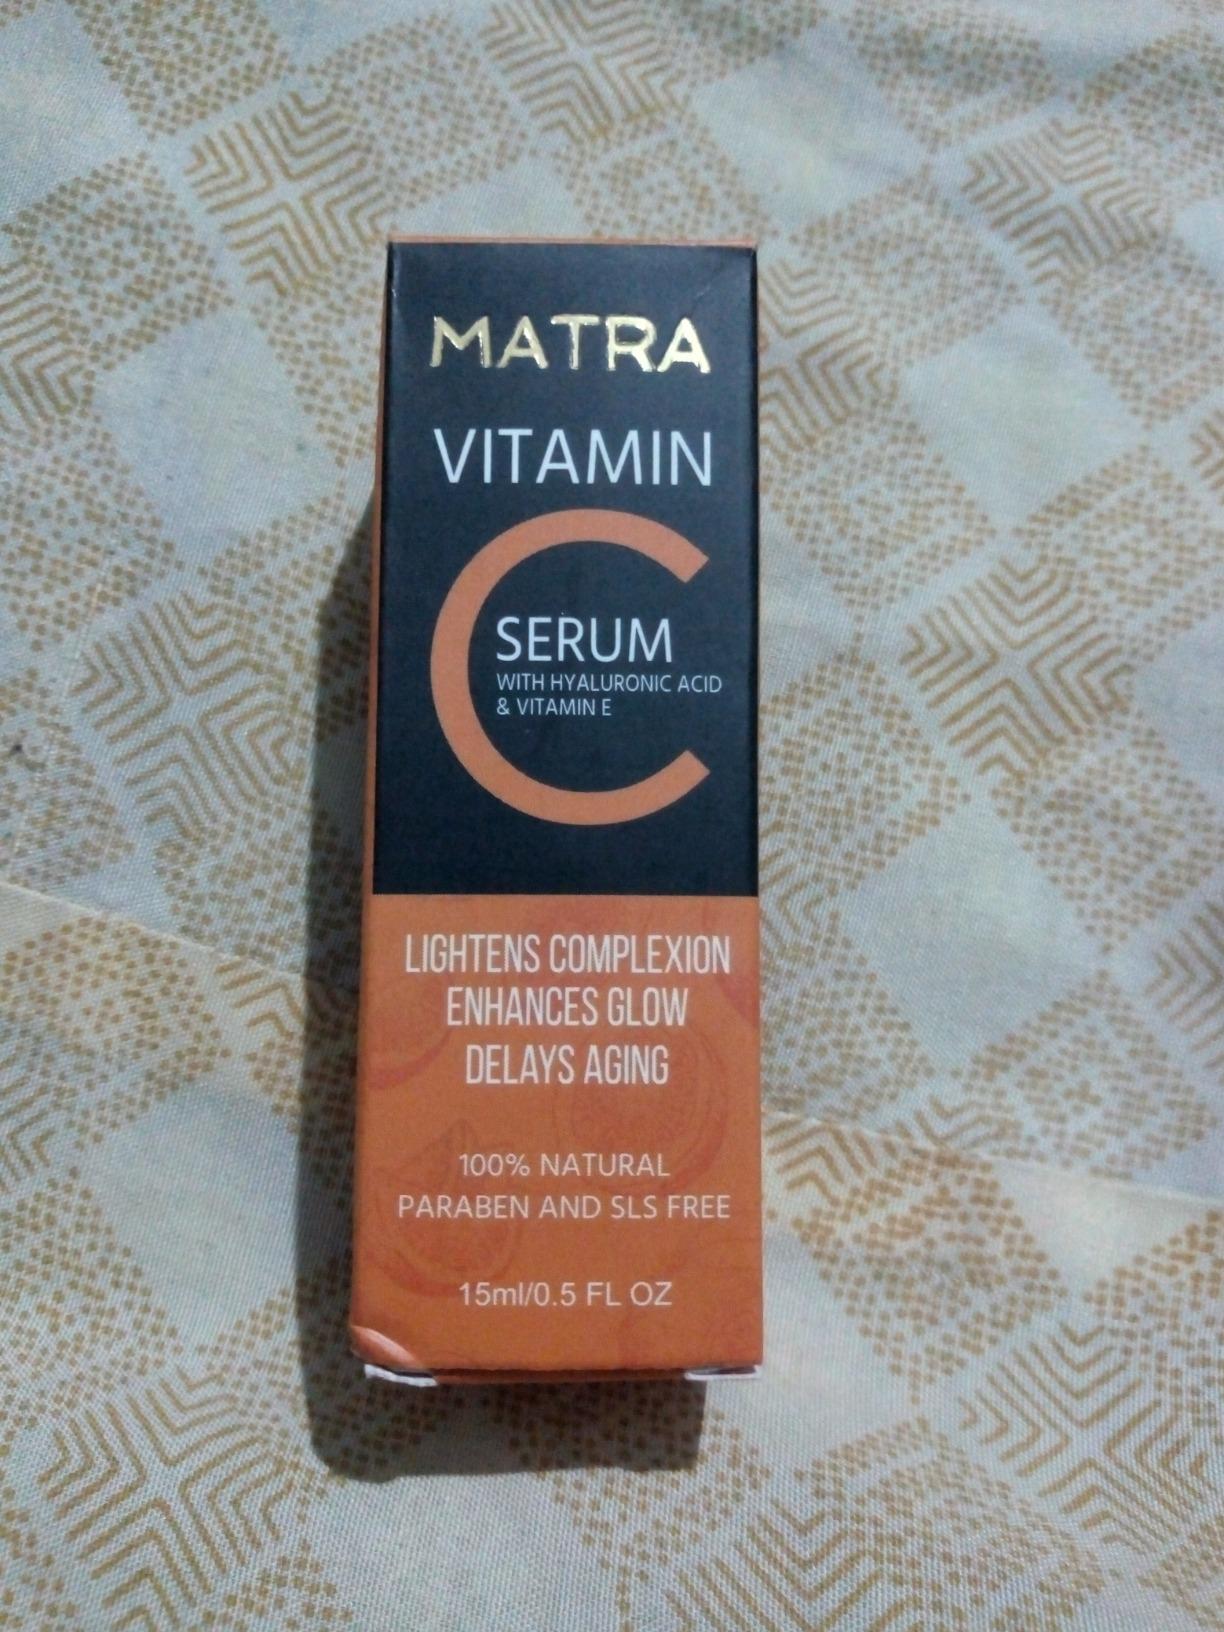 MATRA
VITAMIN
C
SERUM
WITH HYALURONIC ACID
& VITAMIN E
LIGHTENS COMPLEXION
ENHANCES GLOW
DELAYS AGING
100% NATURAL
PARABEN AND SLS FREE
15ml/0.5 FL OZ